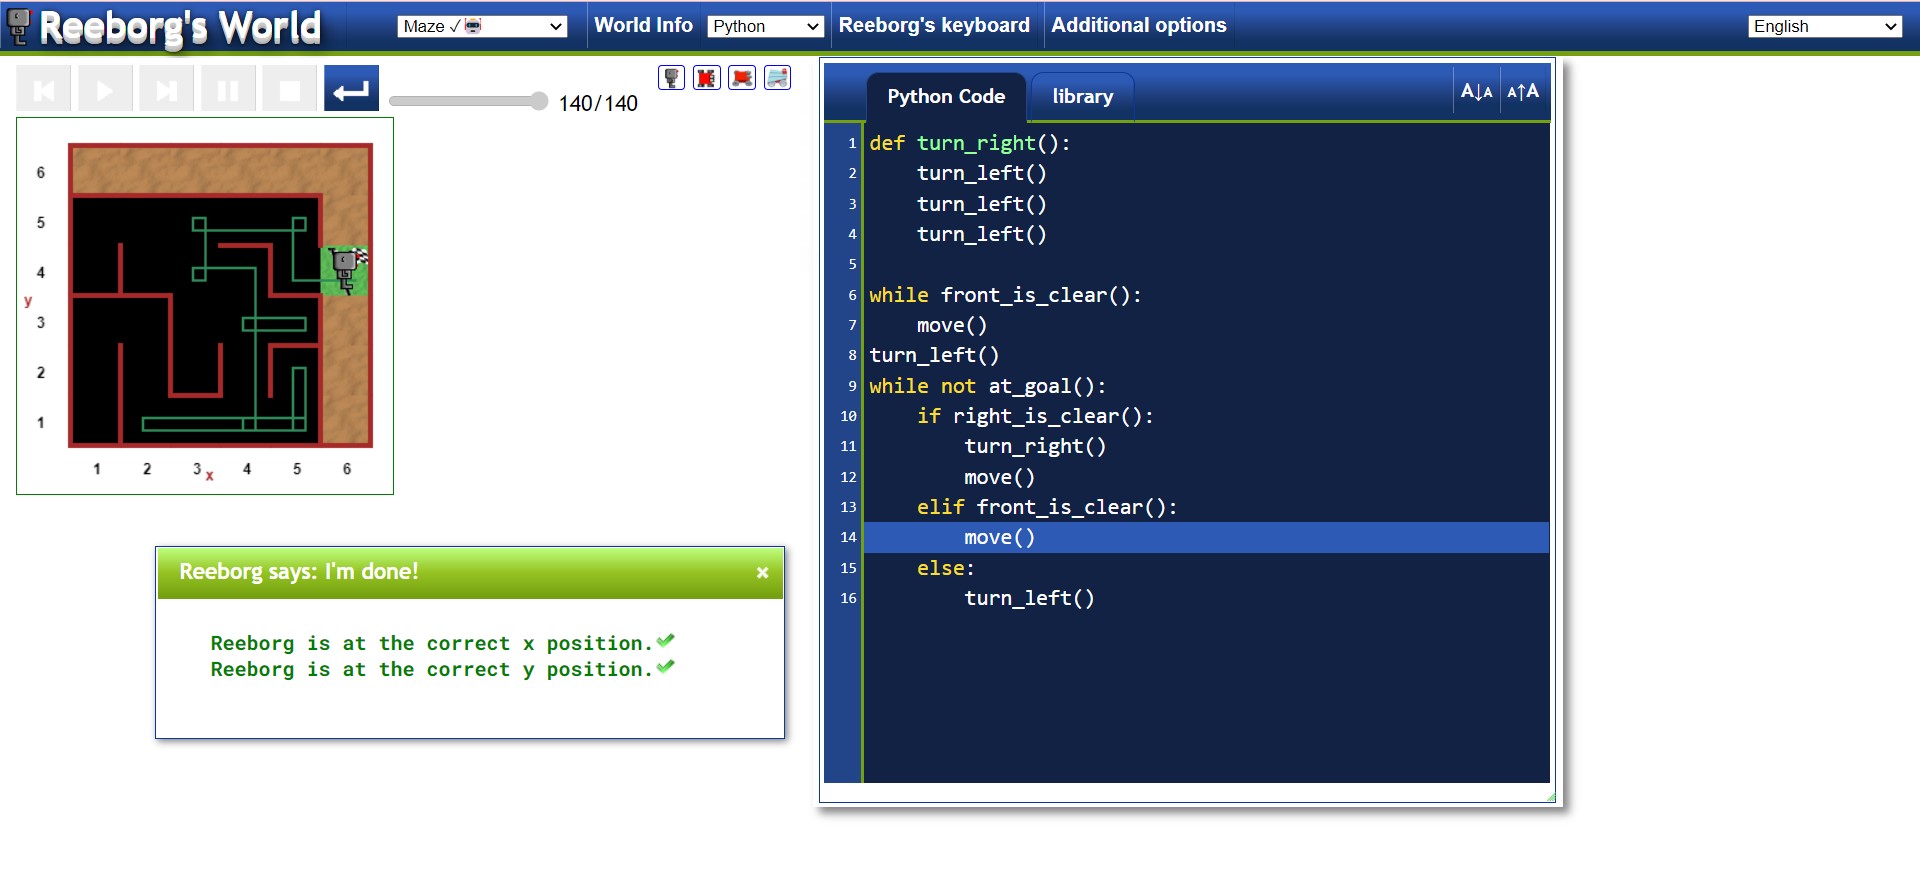 Reeborg's World
Maze ✓ 🤖
World Info
Python
Reeborg's keyboard
Additional options
English
140/140
6
5
4
y
3
2
1
1 2 3 x 4 5 6
Reeborg says: I'm done!
×
Reeborg is at the correct x position.✔
Reeborg is at the correct y position.✔
Python Code
library
A↓A
A↑A
1 def turn_right():
2     turn_left()
3     turn_left()
4     turn_left()
5
6 while front_is_clear():
7     move()
8 turn_left()
9 while not at_goal():
10     if right_is_clear():
11         turn_right()
12         move()
13     elif front_is_clear():
14         move()
15     else:
16         turn_left()